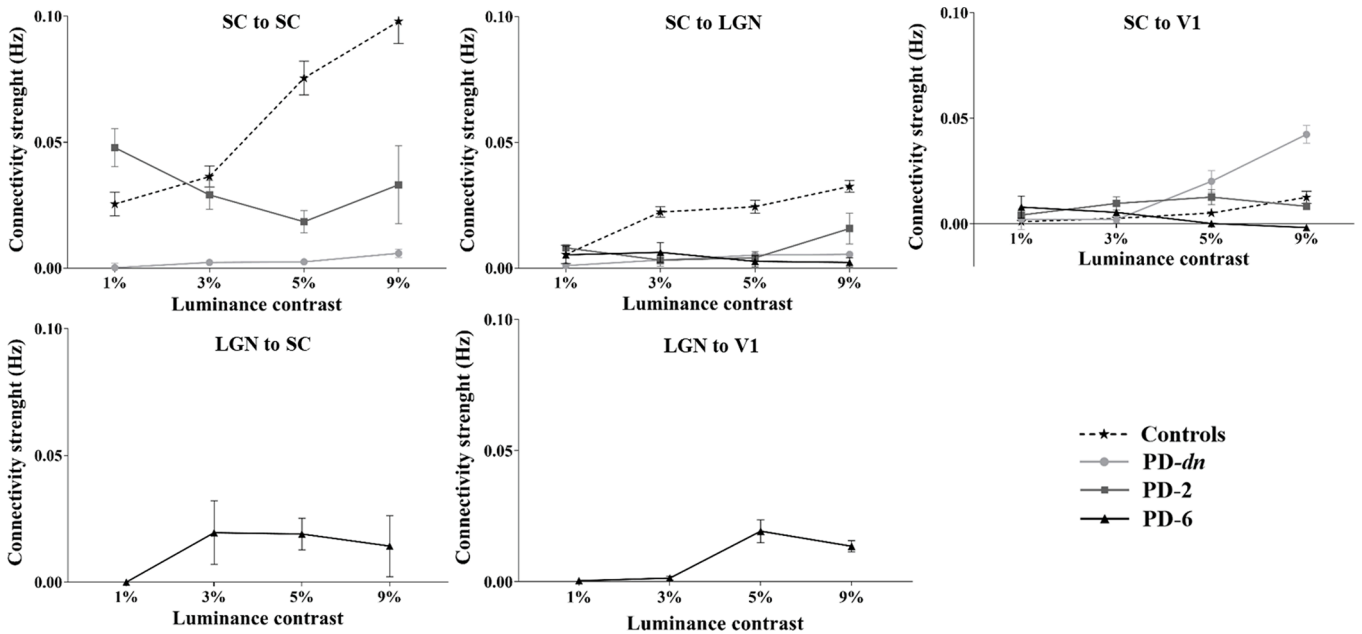 SC to SC
Connectivity strenght (Hz)
0.10
0.05
0.00
1% 3% 5% 9%
Luminance contrast
SC to LGN
Connectivity strenght (Hz)
0.10
0.05
0.00
1% 3% 5% 9%
Luminance contrast
SC to V1
Connectivity strenght (Hz)
0.10
0.05
0.00
1% 3% 5% 9%
Luminance contrast
LGN to SC
Connectivity strenght (Hz)
0.10
0.05
0.00
1% 3% 5% 9%
Luminance contrast
LGN to V1
Connectivity strenght (Hz)
0.10
0.05
0.00
1% 3% 5% 9%
Luminance contrast
Controls
PD-dn
PD-2
PD-6